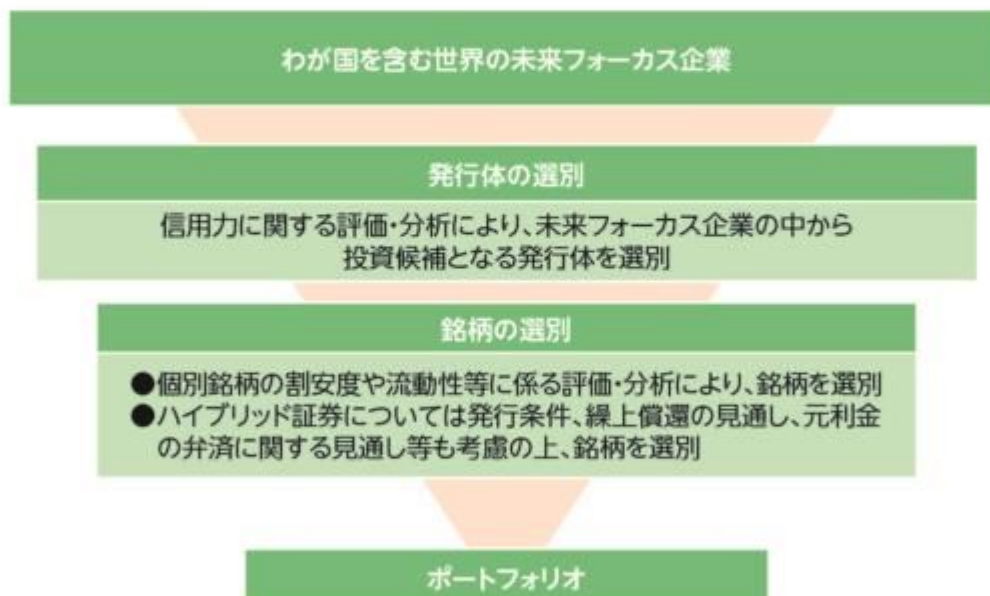 わが国を含む世界の未来フォーカス企業
発行体の選別
信用力に関する評価･分析により、未来フォーカス企業の中から
投資候補となる発行体を選別
銘柄の選別
●個別銘柄の割安度や流動性等に係る評価･分析により、銘柄を選別
●ハイブリッド証券については発行条件、繰上償還の見通し、元利金
の弁済に関する見通し等も考慮の上、銘柄を選別
ポートフォリオ